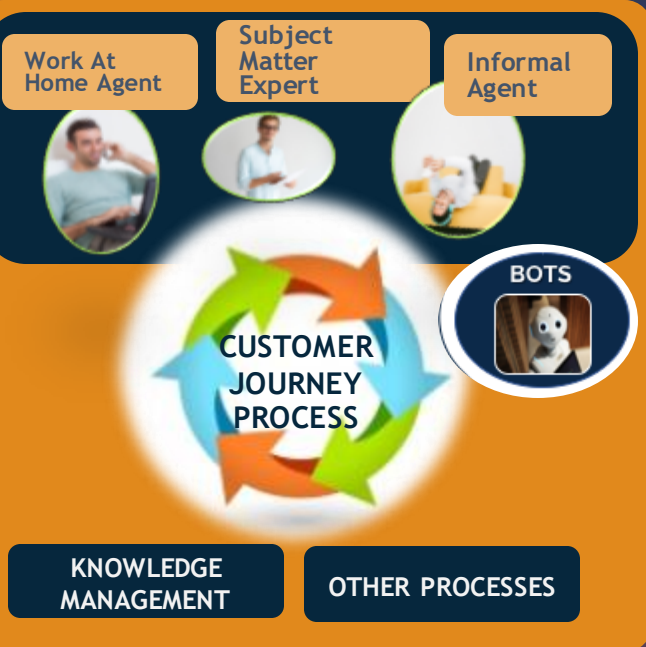 Work At
Home Agent
Subject
Matter
Expert
Informal
Agent
BOTS
CUSTOMER
JOURNEY
PROCESS
KNOWLEDGE
MANAGEMENT
OTHER PROCESSES